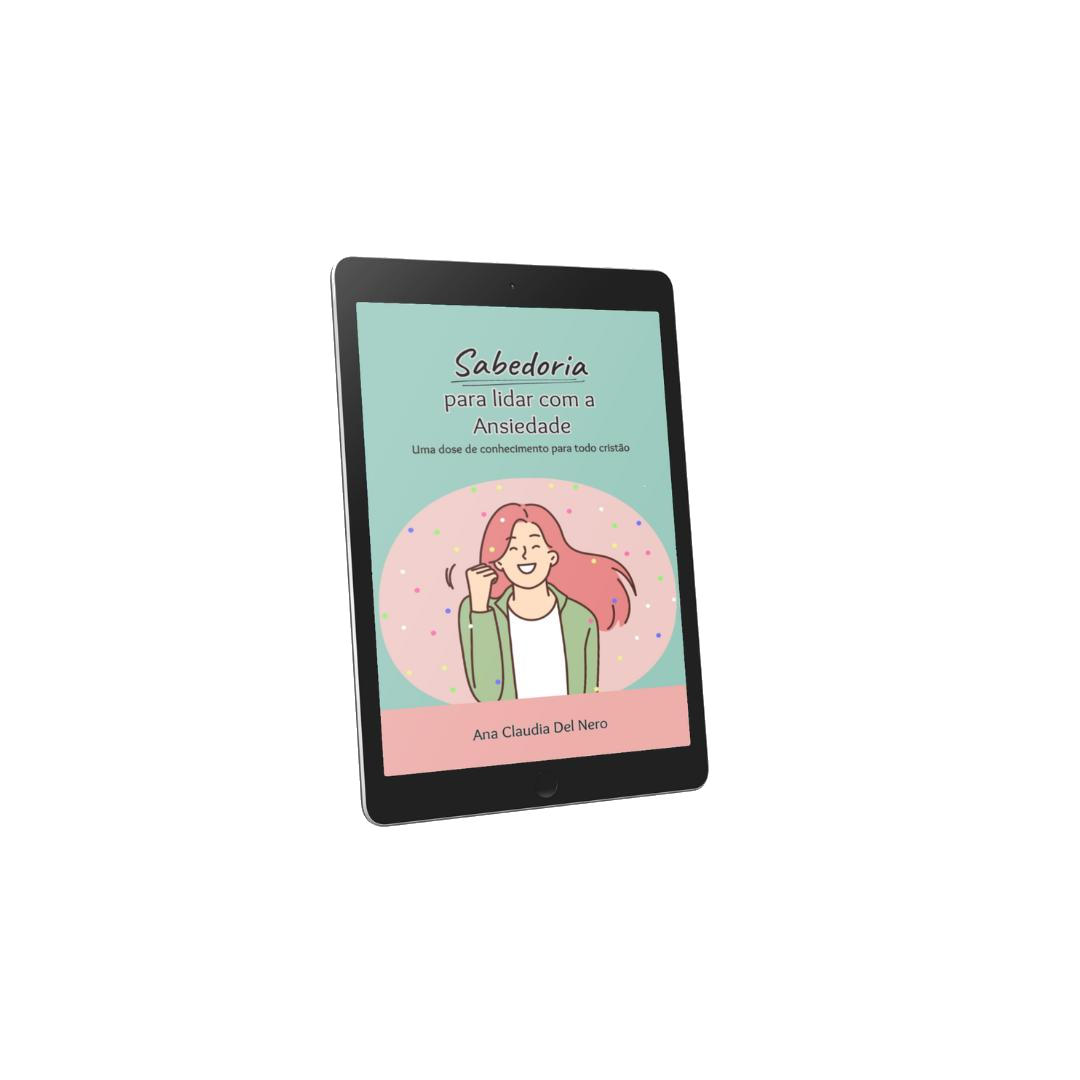 Sabedoria
para lidar com a
Ansiedade
Uma dose de conhecimento para todo cristão
Ana Claudia Del Nero